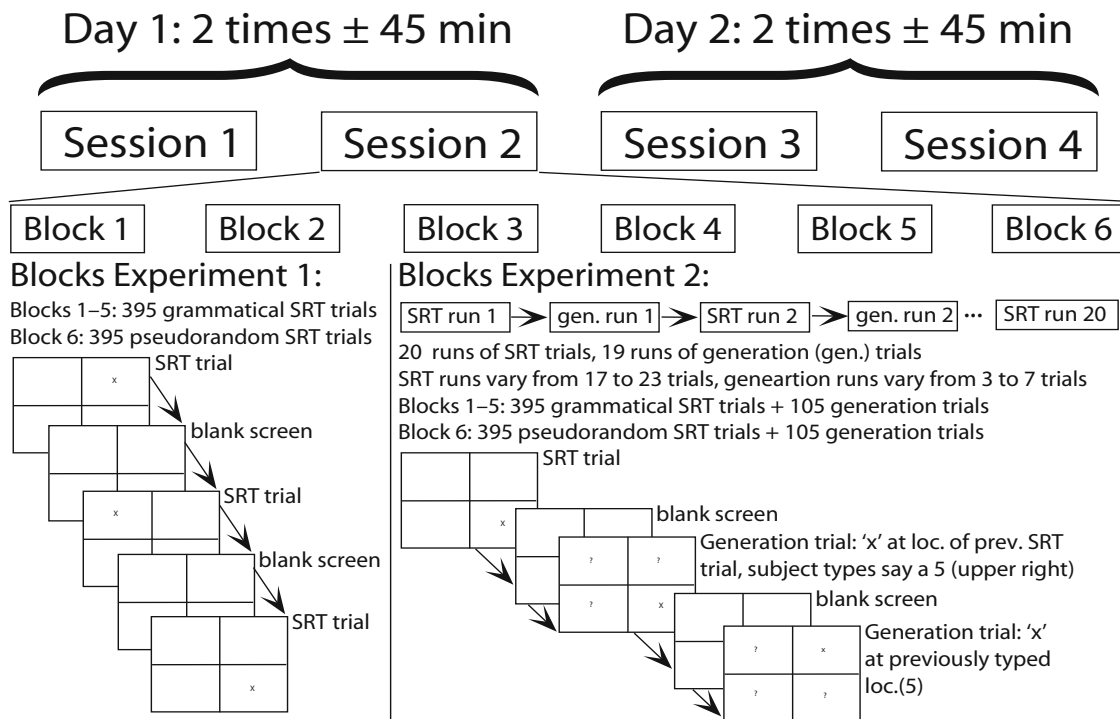 Day 1: 2 times ± 45 min
Day 2: 2 times ± 45 min
Session 1
Session 2
Session 3
Session 4
Block 1
Block 2
Block 3
Block 4
Block 5
Block 6
Blocks Experiment 1:
Blocks 1–5: 395 grammatical SRT trials
Block 6: 395 pseudorandom SRT trials
x
SRT trial
blank screen
x
SRT trial
blank screen
SRT trial
x
Blocks Experiment 2:
SRT run 1
gen. run 1
SRT run 2
gen. run 2
...
SRT run 20
20 runs of SRT trials, 19 runs of generation (gen.) trials
SRT runs vary from 17 to 23 trials, geneartion runs vary from 3 to 7 trials
Blocks 1–5: 395 grammatical SRT trials + 105 generation trials
Block 6: 395 pseudorandom SRT trials + 105 generation trials
SRT trial
x
blank screen
? ?
? x
Generation trial: ‘x’ at loc. of prev. SRT
trial, subject types say a 5 (upper right)
blank screen
? x
? ?
Generation trial: ‘x’
at previously typed
loc.(5)